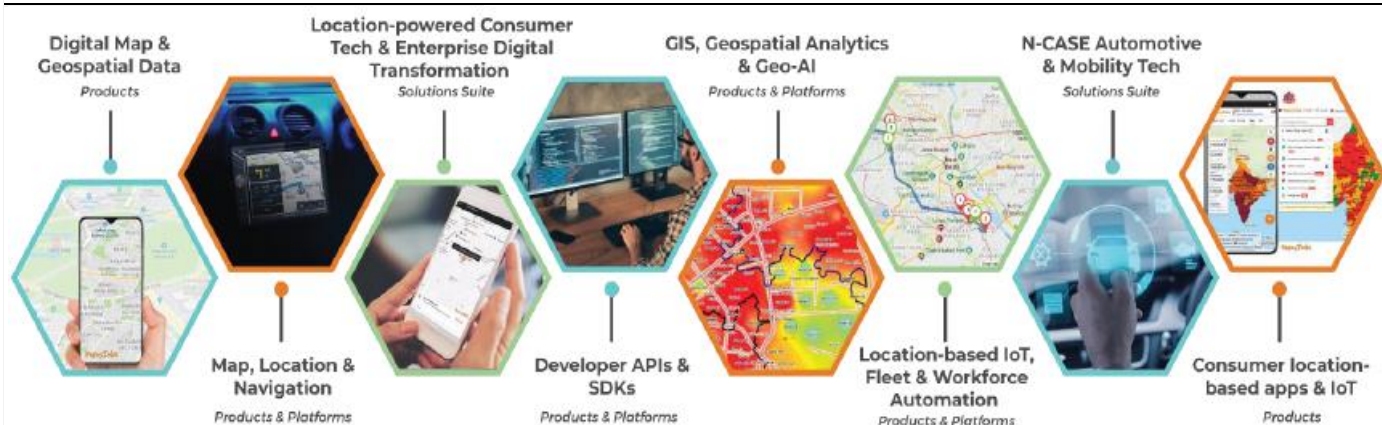 Digital Map &
Geospatial Data
Products
Location-powered Consumer
Tech & Enterprise Digital
Transformation
Solutions Suite
GIS, Geospatial Analytics
& Geo-AI
Products & Platforms
N-CASE Automotive
& Mobility Tech
Solutions Suite
Map, Location &
Navigation
Products & Platforms
Developer APIs &
SDKs
Products & Platforms
Location-based IoT,
Fleet & Workforce
Automation
Products & Platforms
Consumer location-
based apps & IoT
Products